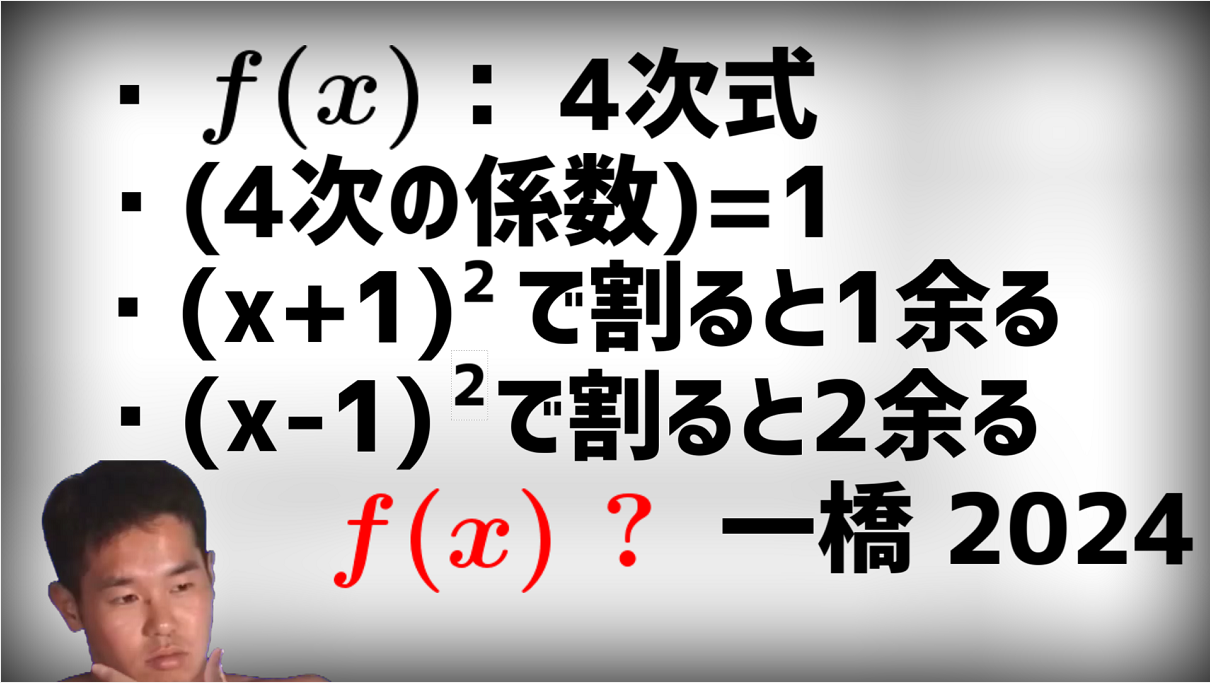 ・ f(x)： 4次式
・(4次の係数)=1
・(x+1)²で割ると1余る
・(x-1)²で割ると2余る
f(x) ? 一橋 2024